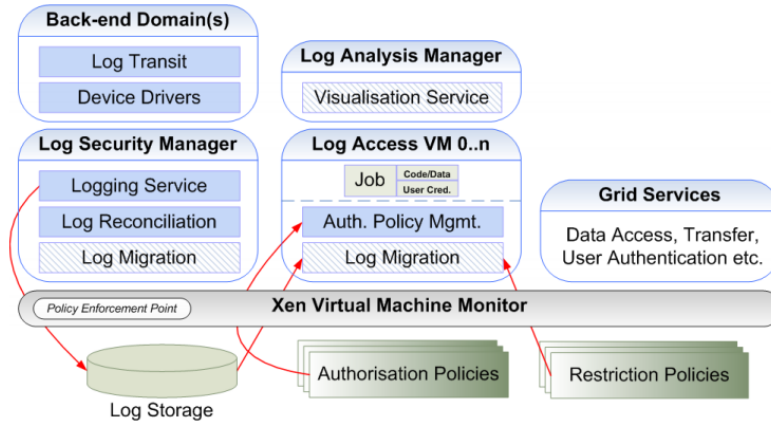 Back-end Domain(s)
Log Transit
Device Drivers
Log Analysis Manager
Visualisation Service
Log Security Manager
Logging Service
Log Reconciliation
Log Migration
Log Access VM 0..n
Job
Code/Data
User Cred.
Auth. Policy Mgmt.
Log Migration
Grid Services
Data Access, Transfer,
User Authentication etc.
Policy Enforcement Point
Xen Virtual Machine Monitor
Log Storage
Authorisation Policies
Restriction Policies